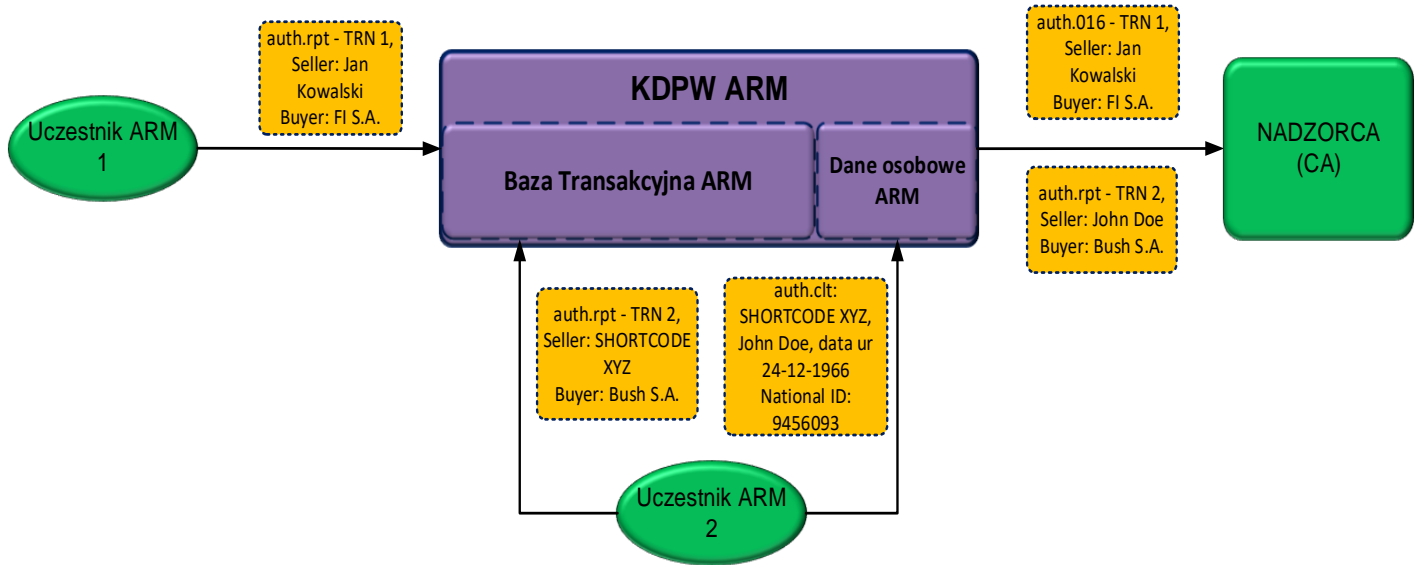 auth.rpt - TRN 1,
Seller: Jan
Kowalski
Buyer: FI S.A.
Uczestnik ARM
1
KDPW ARM
Baza Transakcyjna ARM
Dane osobowe
ARM
auth.016 - TRN 1,
Seller: Jan
Kowalski
Buyer: FI S.A.
NADZORCA
(CA)
auth.rpt - TRN 2,
Seller: John Doe
Buyer: Bush S.A.
auth.rpt - TRN 2,
Seller: SHORTCODE
XYZ
Buyer: Bush S.A.
auth.clt:
SHORTCODE XYZ,
John Doe, data ur
24-12-1966
National ID:
9456093
Uczestnik ARM
2